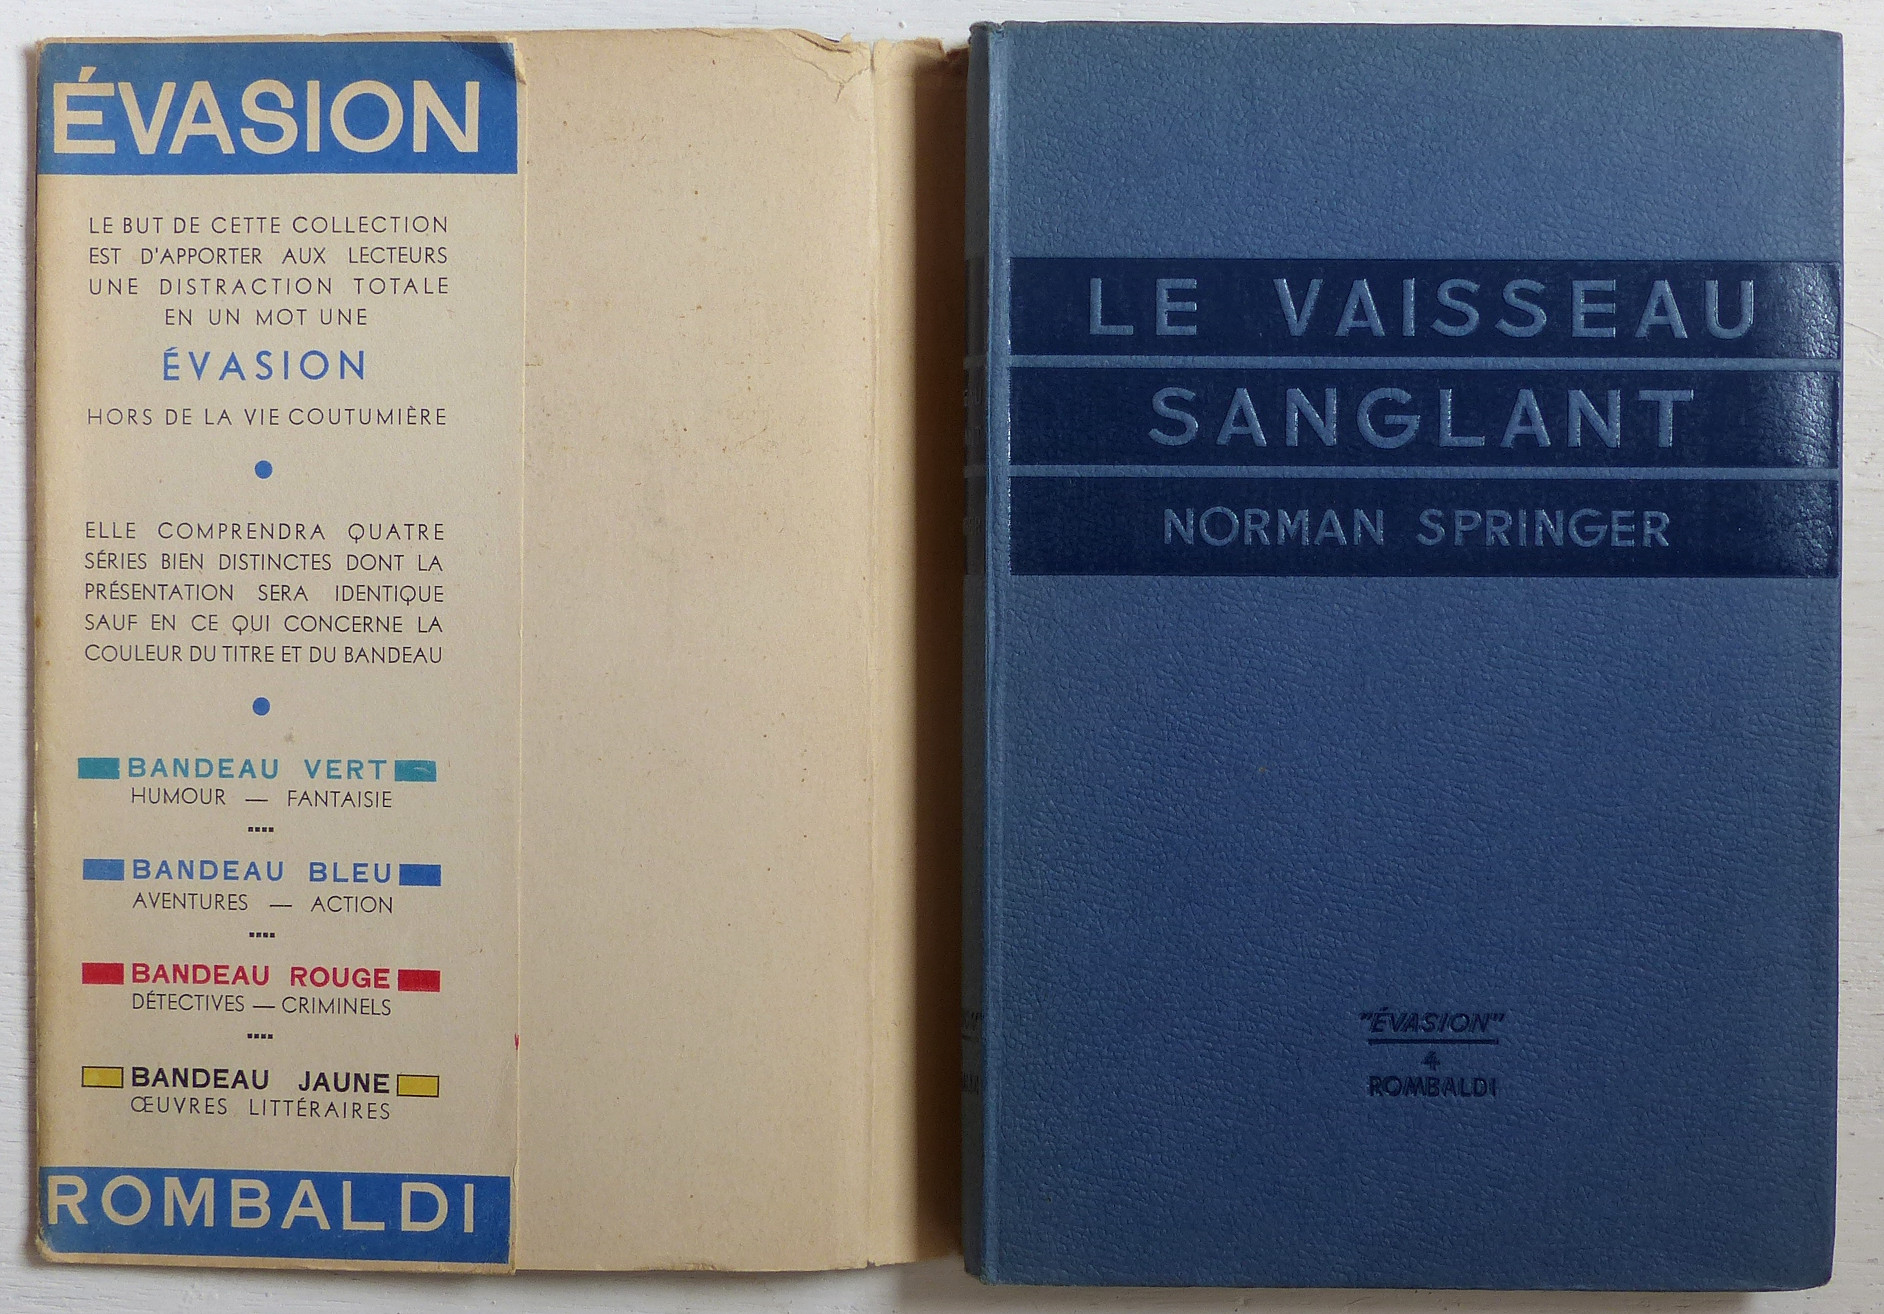 ÉVASION
LE BUT DE CETTE COLLECTION
EST D'APPORTER AUX LECTEURS
UNE DISTRACTION TOTALE
EN UN MOT UNE
ÉVASION
HORS DE LA VIE COUTUMIÈRE
ELLE COMPRENDRA QUATRE
SÉRIES BIEN DISTINCTES DONT LA
PRÉSENTATION SERA IDENTIQUE
SAUF EN CE QUI CONCERNE LA
COULEUR DU TITRE ET DU BANDEAU
BANDEAU VERT
HUMOUR — FANTAISIE
BANDEAU BLEU
AVENTURES — ACTION
BANDEAU ROUGE
DÉTECTIVES — CRIMINELS
BANDEAU JAUNE
ŒUVRES LITTÉRAIRES
ROMBALDI
LE VAISSEAU
SANGLANT
NORMAN SPRINGER
"ÉVASION"
4
ROMBALDI